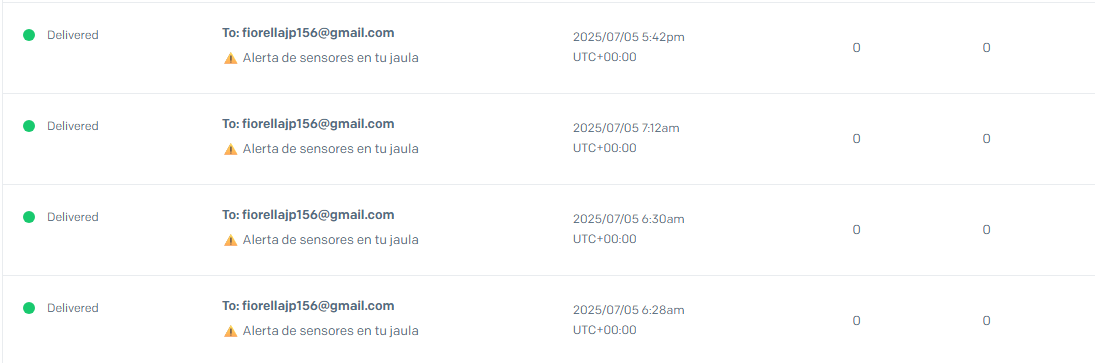 Delivered
To: fiorellajp156@gmail.com
⚠️ Alerta de sensores en tu jaula
2025/07/05 5:42pm
UTC+00:00
0
0
Delivered
To: fiorellajp156@gmail.com
⚠️ Alerta de sensores en tu jaula
2025/07/05 7:12am
UTC+00:00
0
0
Delivered
To: fiorellajp156@gmail.com
⚠️ Alerta de sensores en tu jaula
2025/07/05 6:30am
UTC+00:00
0
0
Delivered
To: fiorellajp156@gmail.com
⚠️ Alerta de sensores en tu jaula
2025/07/05 6:28am
UTC+00:00
0
0